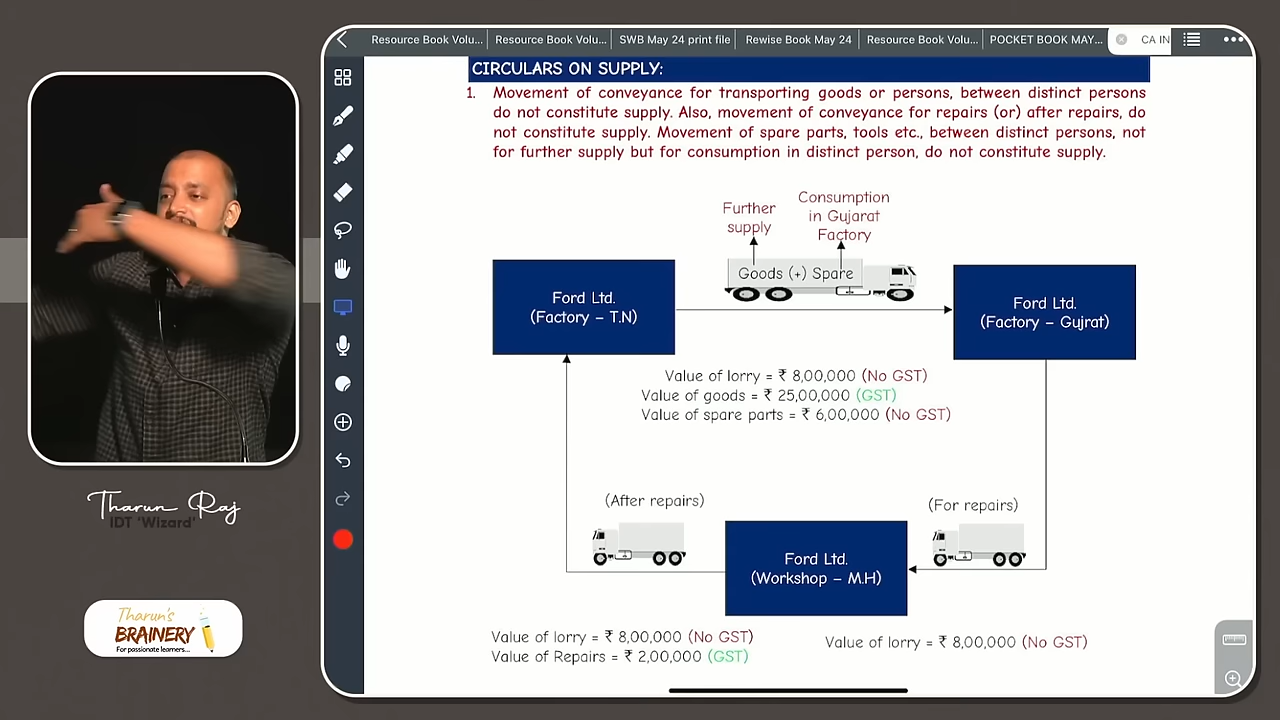 Resource Book Volu...
Resource Book Volu...
SWB May 24 print file
Rewise Book May 24
Resource Book Volu...
POCKET BOOK MAY...
CA IN
CIRCULARS ON SUPPLY:
1. Movement of conveyance for transporting goods or persons, between distinct persons
do not constitute supply. Also, movement of conveyance for repairs (or) after repairs, do
not constitute supply. Movement of spare parts, tools etc., between distinct persons, not
for further supply but for consumption in distinct person, do not constitute supply.
Further
supply
Consumption
in Gujarat
Factory
Goods (+) Spare
Ford Ltd.
(Factory – T.N)
Ford Ltd.
(Factory – Gujrat)
Value of lorry = ₹ 8,00,000 (No GST)
Value of goods = ₹ 25,00,000 (GST)
Value of spare parts = ₹ 6,00,000 (No GST)
(After repairs)
(For repairs)
Ford Ltd.
(Workshop – M.H)
Value of lorry = ₹ 8,00,000 (No GST)
Value of Repairs = ₹ 2,00,000 (GST)
Value of lorry = ₹ 8,00,000 (No GST)
Tharun Raj
IDT 'Wizard'
Tharun's
BRAINERY
For passionate learners...